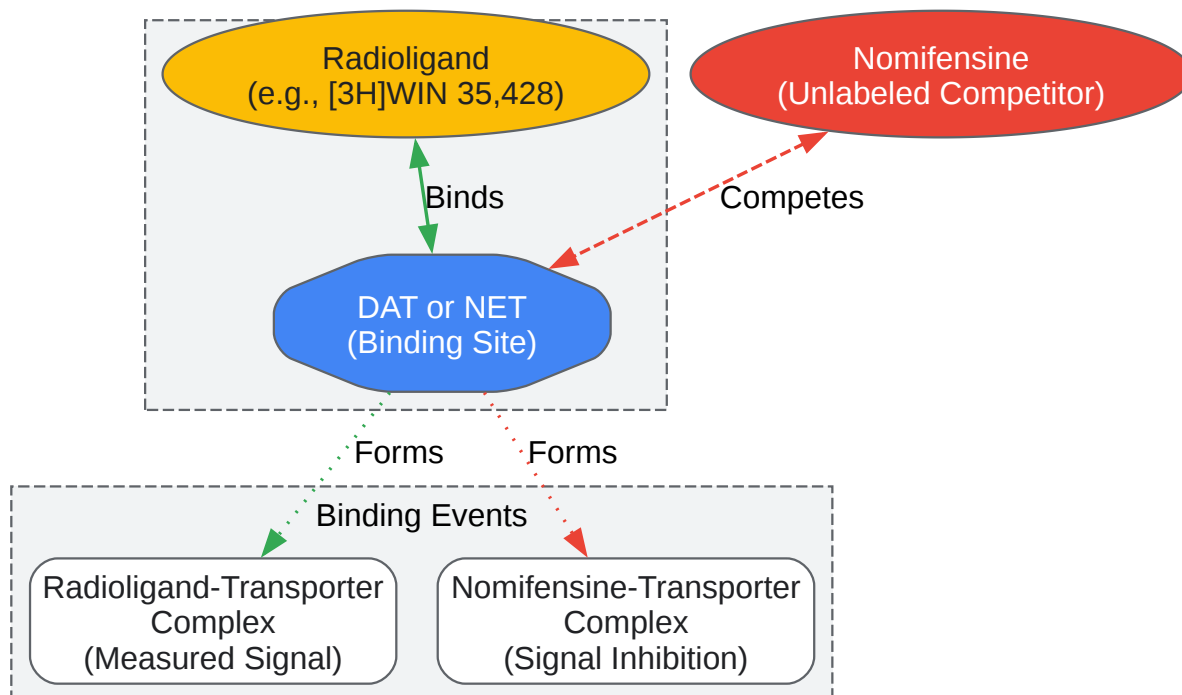 Radioligand
(e.g., [3H]WIN 35,428)
Nomifensine
(Unlabeled Competitor)
Binds
Competes
DAT or NET
(Binding Site)
Forms
Forms
Binding Events
Radioligand-Transporter
Complex
(Measured Signal)
Nomifensine-Transporter
Complex
(Signal Inhibition)